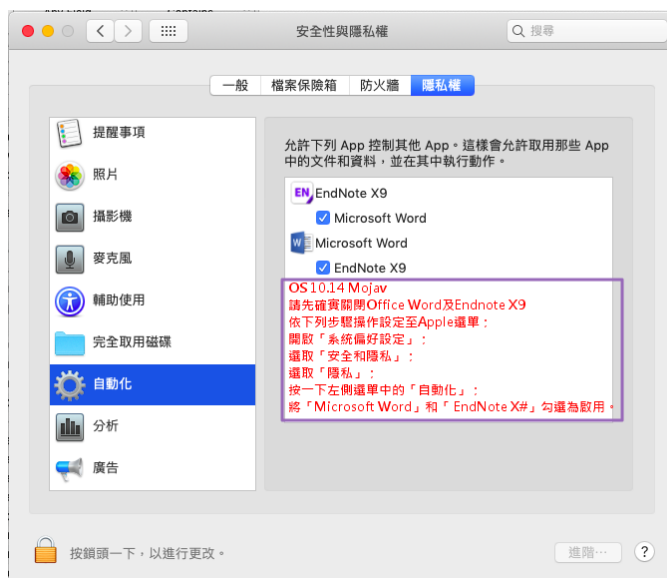 安全性與隱私權
搜尋
一般
檔案保險箱
防火牆
隱私權
提醒事項
照片
攝影機
麥克風
輔助使用
完全取用磁碟
自動化
分析
廣告
允許下列 App 控制其他 App。這樣會允許取用那些 App
中的文件和資料，並在其中執行動作。
EN EndNote X9
Microsoft Word
W Microsoft Word
EndNote X9
OS 10.14 Mojav
請先確實關閉Office Word及Endnote X9
依下列步驟操作設定至Apple選單：
開啟「系統偏好設定」：
選取「安全和隱私」：
選取「隱私」：
按一下左側選單中的「自動化」：
將「Microsoft Word」和「 EndNote X#」勾選為啟用。
按鎖頭一下，以進行更改。
進階⋯
?